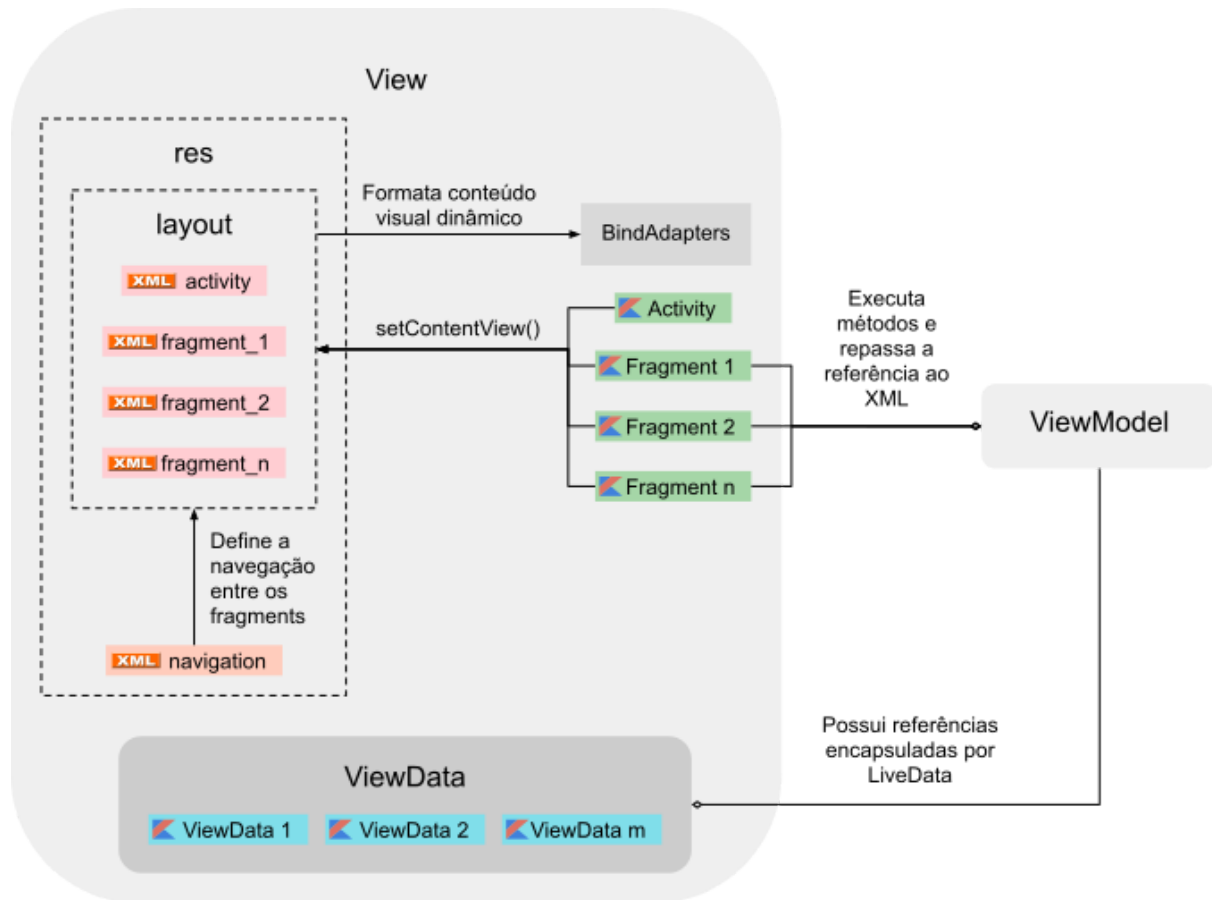 View
res
layout
XML activity
XML fragment_1
XML fragment_2
XML fragment_n
Define a
navegação
entre os
fragments
XML navigation
Formata conteúdo
visual dinâmico
BindAdapters
setContentView()
Activity
Fragment 1
Fragment 2
Fragment n
Executa
métodos e
repassa a
referência ao
XML
ViewModel
Possui referências
encapsuladas por
LiveData
ViewData
ViewData 1
ViewData 2
ViewData m